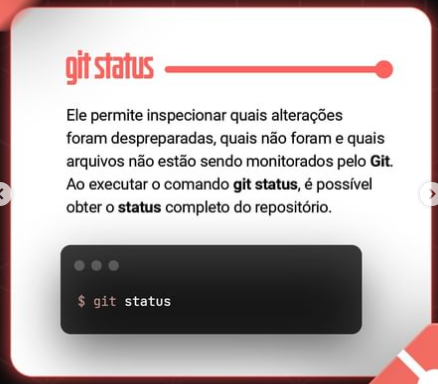 git status
Ele permite inspecionar quais alterações
foram despreparadas, quais não foram e quais
arquivos não estão sendo monitorados pelo Git.
Ao executar o comando git status, é possível
obter o status completo do repositório.
$ git status